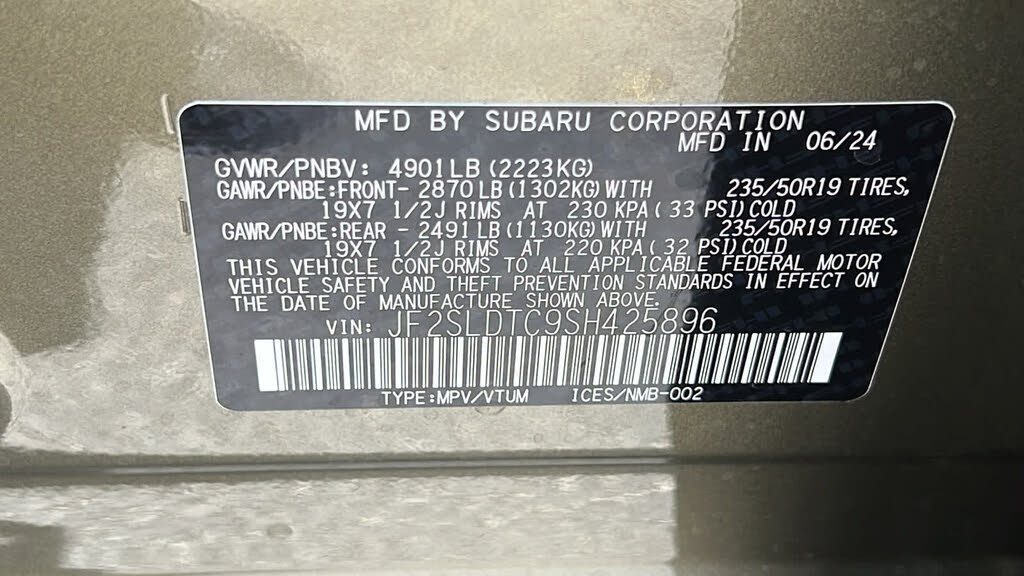 MFD BY SUBARU CORPORATION
MFD IN 06/24
GVWR/PNBV: 4901LB (2223KG)
GAWR/PNBE:FRONT- 2870 LB (1302KG) WITH 235/50R19 TIRES,
19X7 1/2J RIMS AT 230 KPA ( 33 PSI) COLD
GAWR/PNBE:REAR - 2491 LB (1130KG) WITH 235/50R19 TIRES,
19X7 1/2J RIMS AT 220 KPA ( 32 PSI) COLD
THIS VEHICLE CONFORMS TO ALL APPLICABLE FEDERAL MOTOR
VEHICLE SAFETY AND THEFT PREVENTION STANDARDS IN EFFECT ON
THE DATE OF MANUFACTURE SHOWN ABOVE.
VIN: JF2SLDTC9SH425896
TYPE:MPV/VTUM ICES/NMB-002